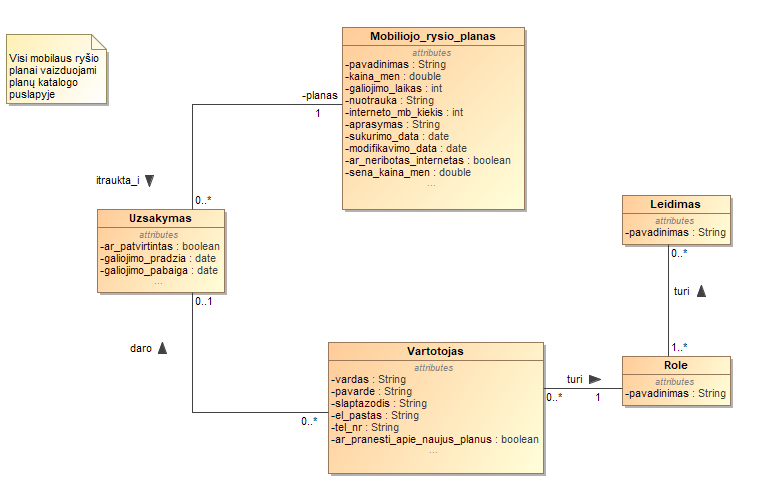 Visi mobilaus ryšio
planai vaizduojami
planų katalogo
puslapyje
Mobiliojo_rysio_planas
attributes
-pavadinimas : String
-kaina_men : double
-galiojimo_laikas : int
-nuotrauka : String
-interneto_mb_kiekis : int
-aprasymas : String
-sukurimo_data : date
-modifikavimo_data : date
-ar_neribotas_internetas : boolean
-sena_kaina_men : double
...
-planas
1
itraukta_i
0..*
Uzsakymas
attributes
-ar_patvirtintas : boolean
-galiojimo_pradzia : date
-galiojimo_pabaiga : date
...
0..1
daro
0..*
Vartotojas
attributes
-vardas : String
-pavarde : String
-slaptazodis : String
-el_pastas : String
-tel_nr : String
-ar_pranesti_apie_naujus_planus : boolean
...
turi
0..*
1
Leidimas
attributes
-pavadinimas : String
0..*
turi
1..*
Role
attributes
-pavadinimas : String